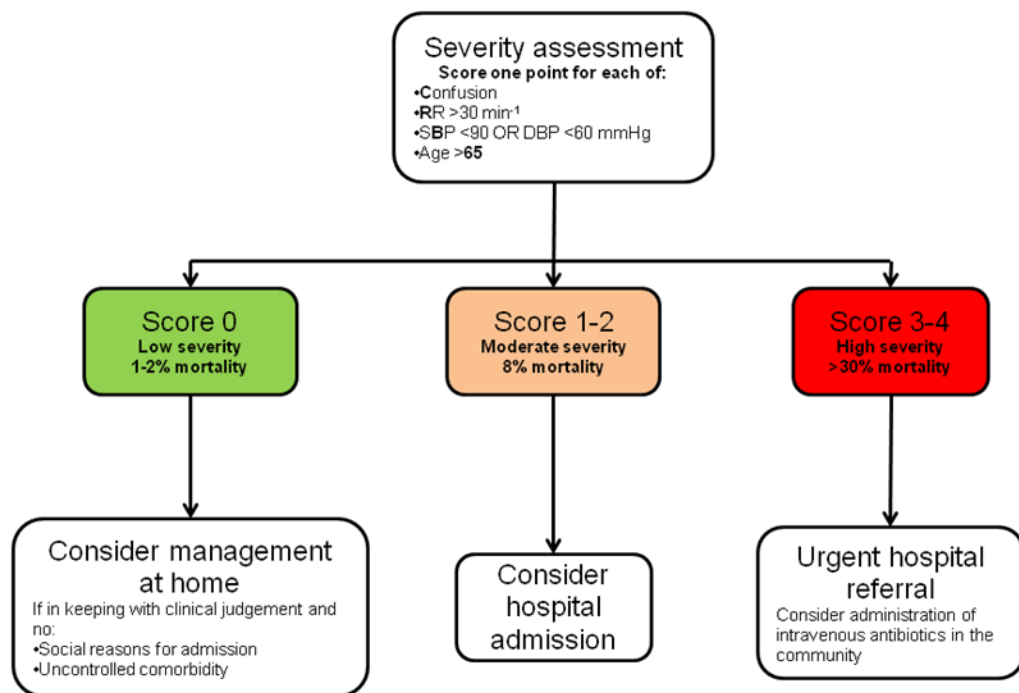 Severity assessment
Score one point for each of:
•Confusion
•RR >30 min⁻¹
•SBP <90 OR DBP <60 mmHg
•Age >65
Score 0
Low severity
1-2% mortality
Score 1-2
Moderate severity
8% mortality
Score 3-4
High severity
>30% mortality
Consider management
at home
If in keeping with clinical judgement and
no:
•Social reasons for admission
•Uncontrolled comorbidity
Consider
hospital
admission
Urgent hospital
referral
Consider administration of
intravenous antibiotics in the
community